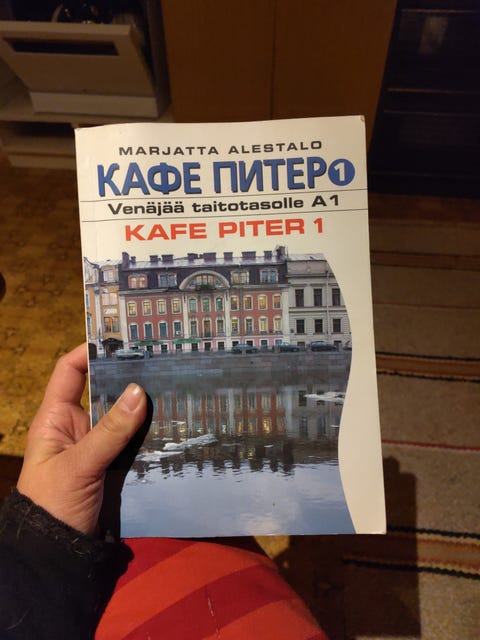 MARJATTA ALESTALO
КАФЕ ПИТЕР 1
Venäjää taitotasolle A1
KAFE PITER 1